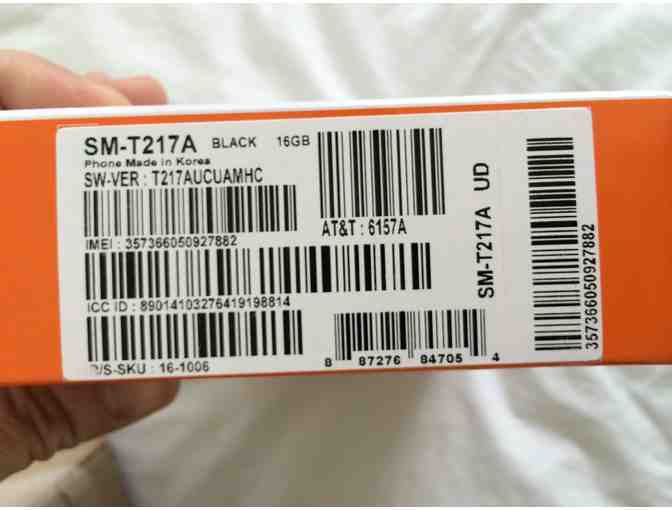 SM-T217A BLACK 16GB
Phone Made in Korea
SW-VER : T217AUCUAMHC
AT&T : 6157A
IMEI : 357366050927882
ICC ID : 89014103276419198814
P/S-SKU : 16-1006
8 87276 84705 4
SM-T217A UD
357366050927882